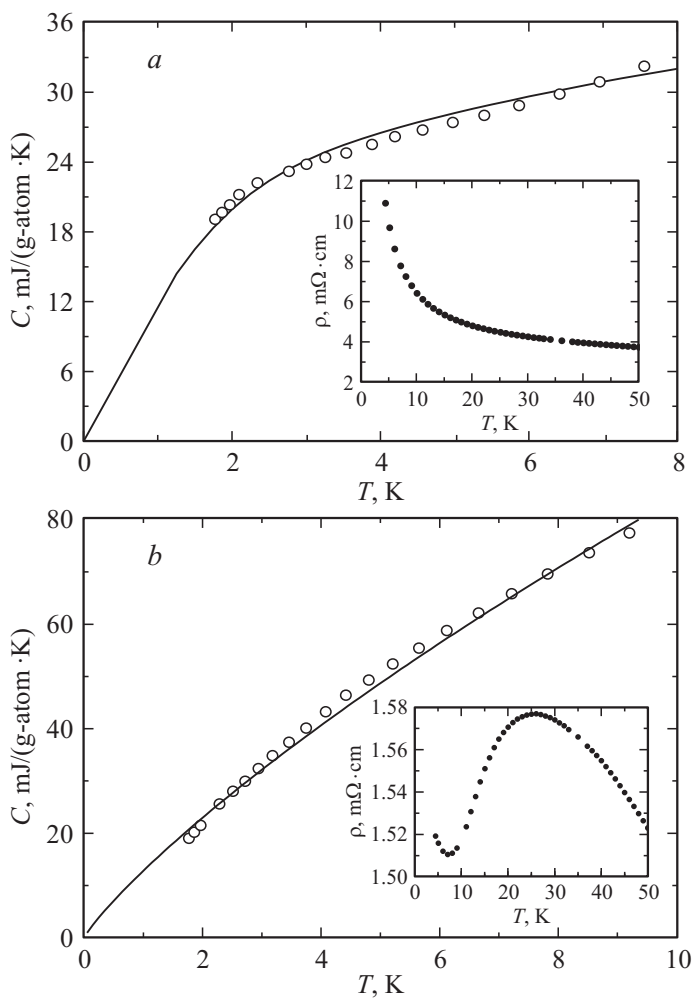 36
a
30
24
18
12
6
0
C, mJ/(g-atom·K)
0 2 4 6 8
T, K
12
10
8
6
4
2
ρ, mΩ·cm
0 10 20 30 40 50
T, K
80
b
60
40
20
0
C, mJ/(g-atom·K)
0 2 4 6 8 10
T, K
1.58
1.56
1.54
1.52
1.50
ρ, mΩ·cm
0 10 20 30 40 50
T, K